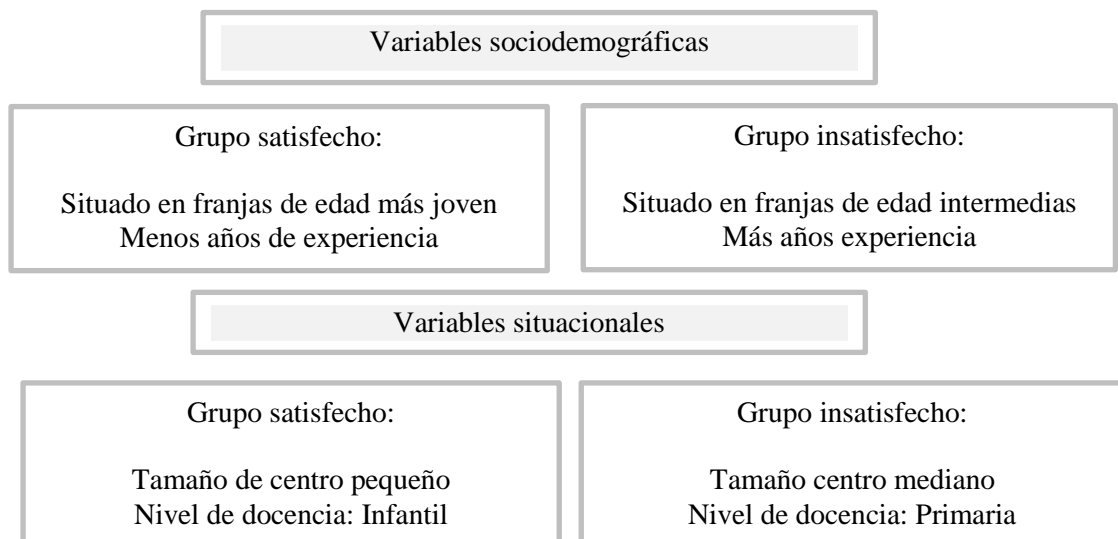 Variables sociodemográficas
Grupo satisfecho:
Situado en franjas de edad más joven
Menos años de experiencia
Grupo insatisfecho:
Situado en franjas de edad intermedias
Más años experiencia
Variables situacionales
Grupo satisfecho:
Tamaño de centro pequeño
Nivel de docencia: Infantil
Grupo insatisfecho:
Tamaño centro mediano
Nivel de docencia: Primaria